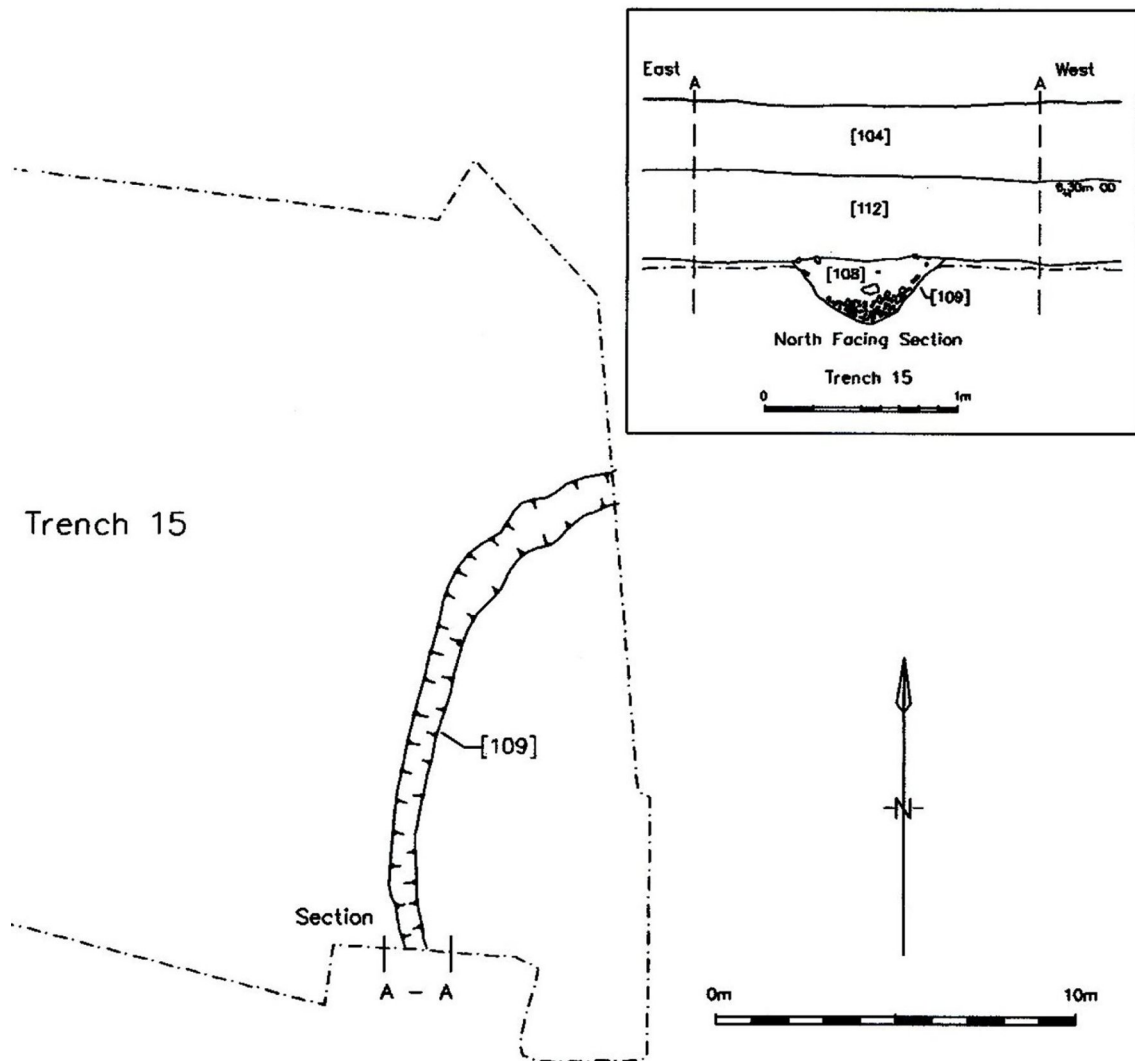 East A A West
[104]
6.30m OD
[112]
[108]
[109]
North Facing Section
Trench 15
0 1m
Trench 15
[109]
Section
A - A
N
0m 10m